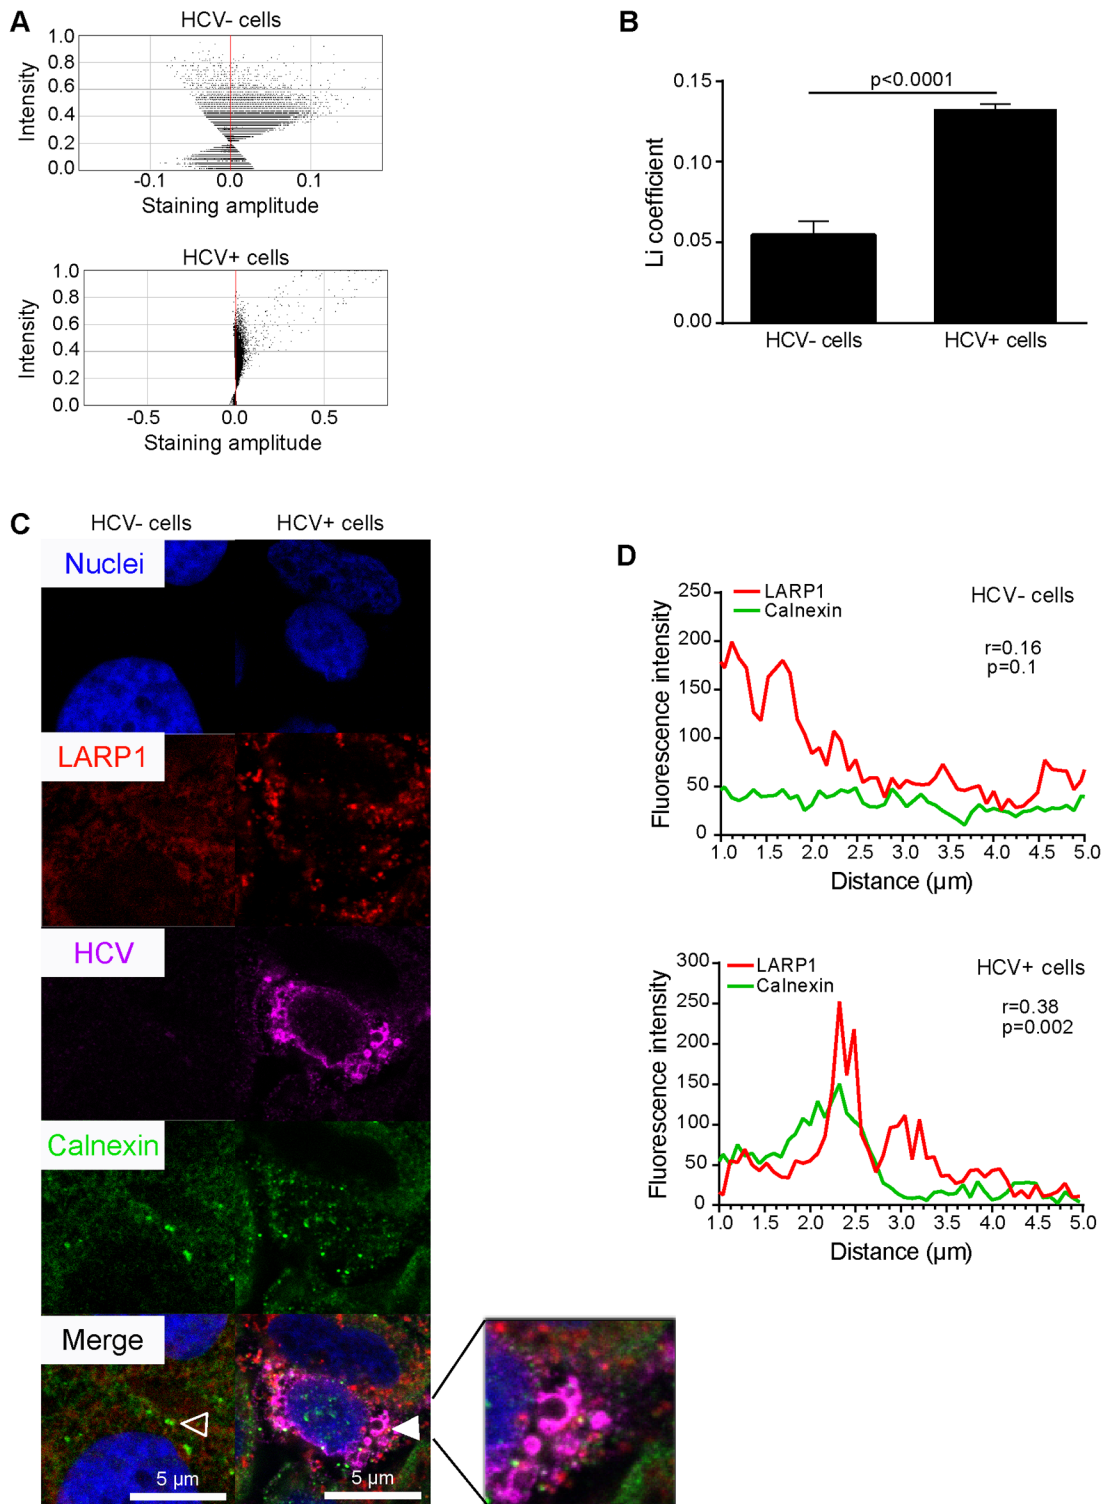 A
HCV- cells
1.0
0.8
0.6
0.4
0.2
0.0
Intensity
-0.1
0.0
0.1
Staining amplitude
HCV+ cells
1.0
0.8
0.6
0.4
0.2
0.0
Intensity
-0.5
0.0
0.5
Staining amplitude
B
p<0.0001
0.15
0.10
0.05
0.00
Li coefficient
HCV- cells
HCV+ cells
C
HCV- cells
HCV+ cells
Nuclei
LARP1
HCV
Calnexin
Merge
5 µm
5 µm
D
LARP1
Calnexin
HCV- cells
r=0.16
p=0.1
250
200
150
100
50
0
Fluorescence intensity
1.0
1.5
2.0
2.5
3.0
3.5
4.0
4.5
5.0
Distance (µm)
LARP1
Calnexin
HCV+ cells
r=0.38
p=0.002
300
250
200
150
100
50
0
Fluorescence intensity
1.0
1.5
2.0
2.5
3.0
3.5
4.0
4.5
5.0
Distance (µm)